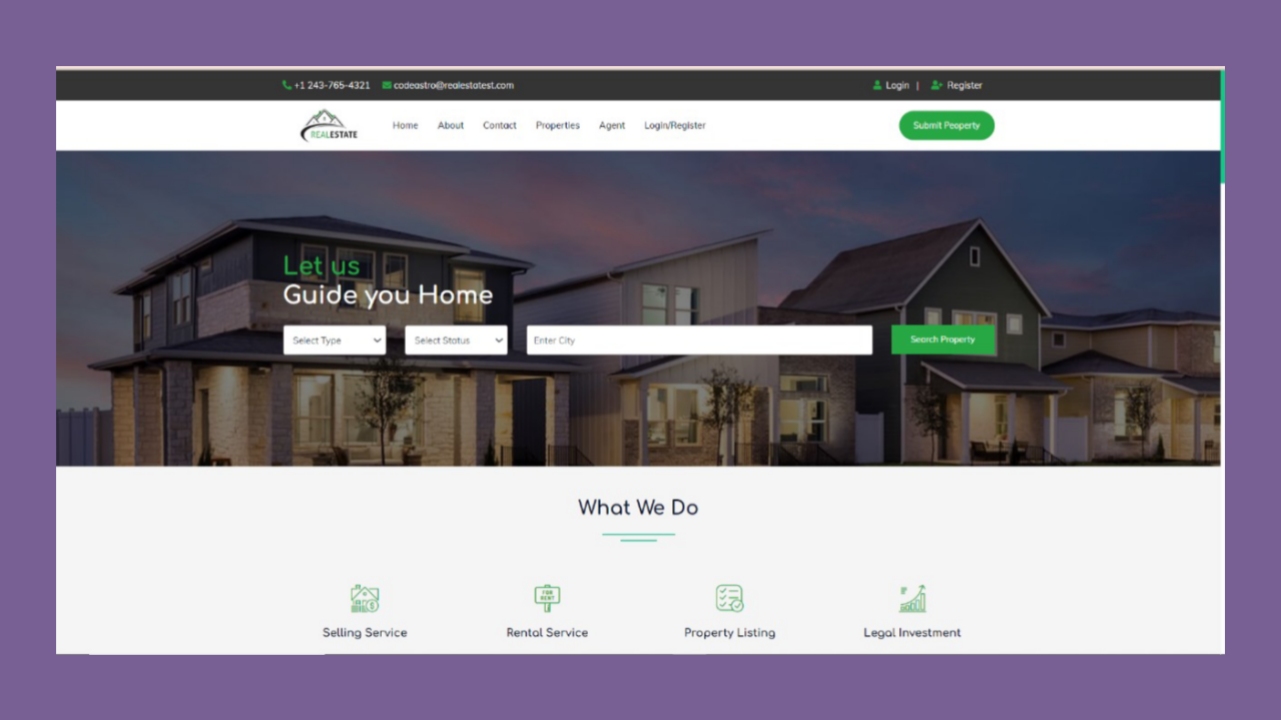 +1 243-765-4321 codeastro@realestatest.com Login | Register
REALESTATE Home About Contact Properties Agent Login/Register Submit Peoperty
Let us
Guide you Home
Select Type Select Status Enter City Search Property
What We Do
FOR
RENT
Selling Service Rental Service Property Listing Legal Investment